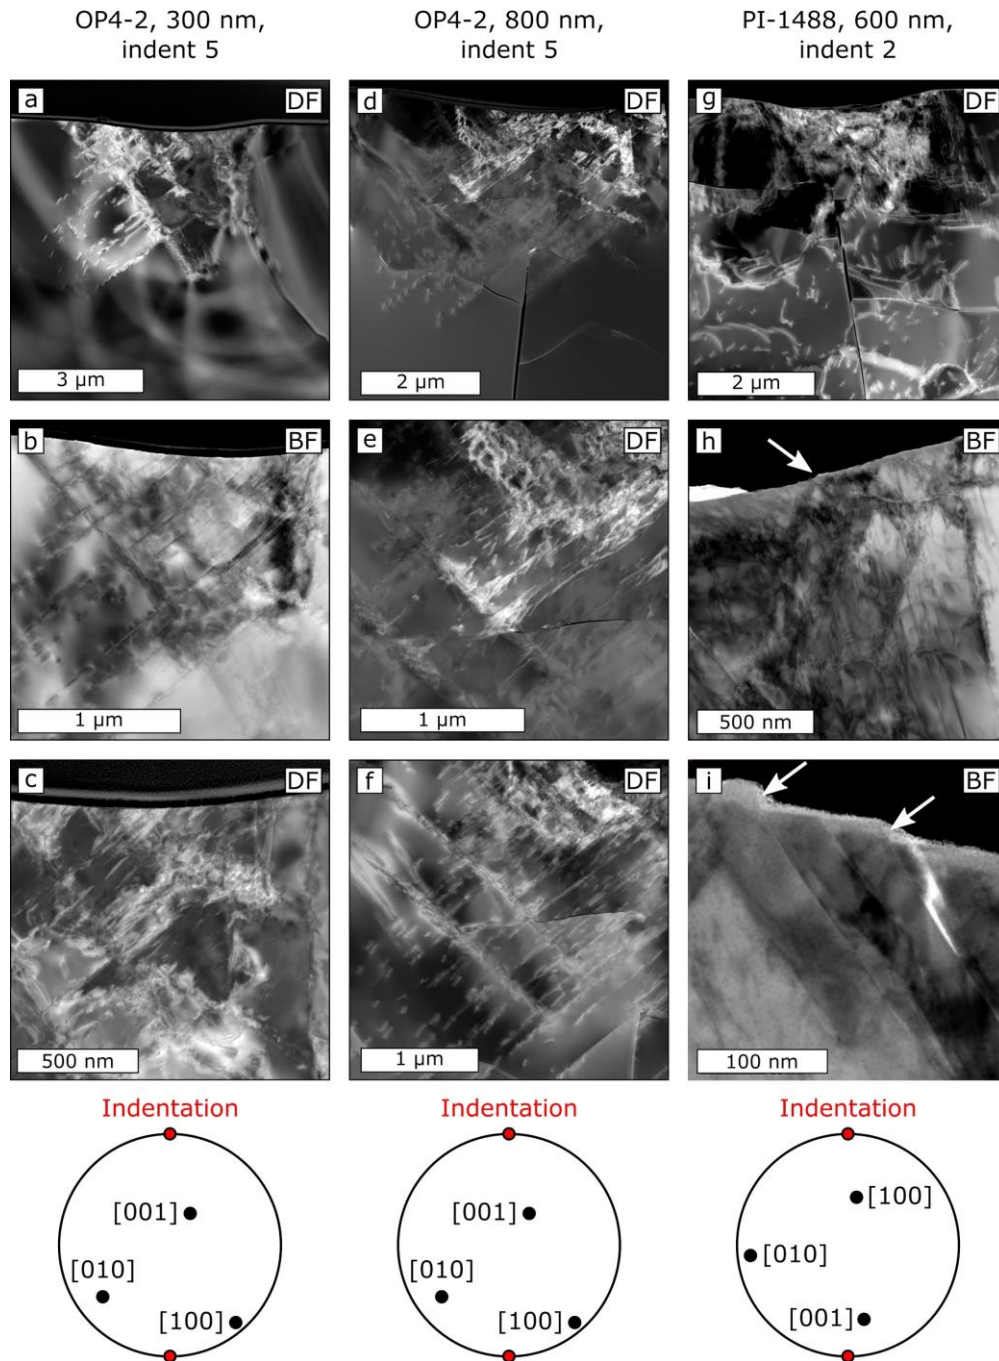 OP4-2, 300 nm,
indent 5
OP4-2, 800 nm,
indent 5
PI-1488, 600 nm,
indent 2
a
DF
3 μm
d
DF
2 μm
g
DF
2 μm
b
BF
1 μm
e
DF
1 μm
h
BF
500 nm
c
DF
500 nm
f
DF
1 μm
i
BF
100 nm
Indentation
[001]
[010]
[100]
Indentation
[001]
[010]
[100]
Indentation
[100]
[010]
[001]